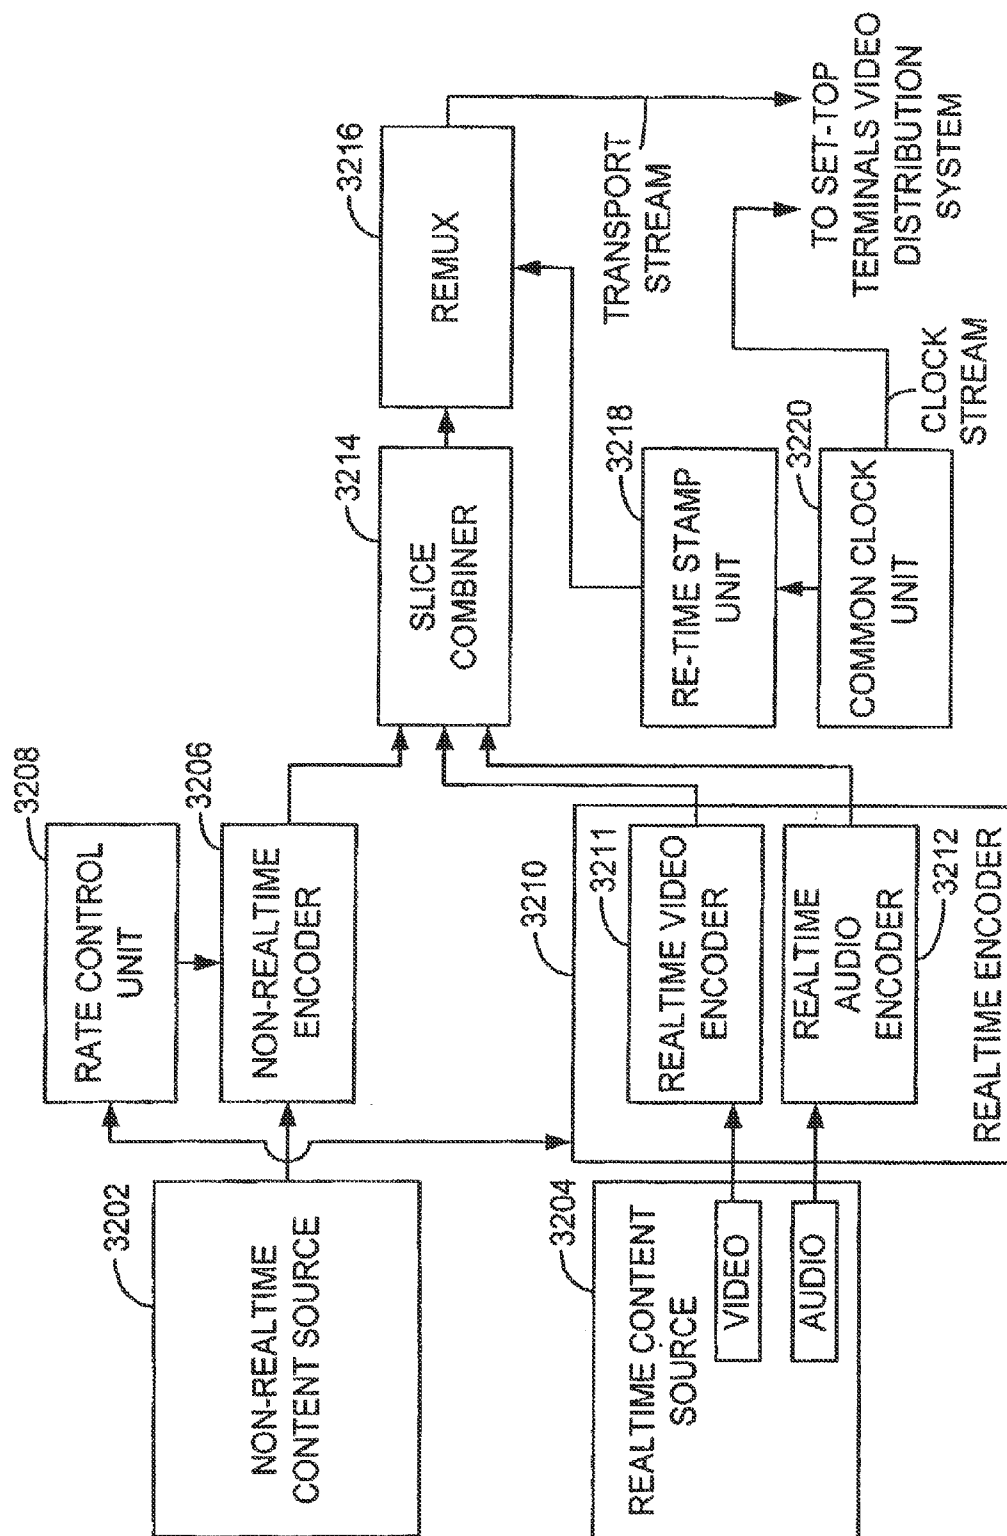 3202
NON-REALTIME
CONTENT SOURCE
3208
RATE CONTROL
UNIT
3206
NON-REALTIME
ENCODER
3214
SLICE
COMBINER
3216
REMUX
3204
REALTIME CONTENT
SOURCE
VIDEO
AUDIO
3210
3211
REALTIME VIDEO
ENCODER
REALTIME
AUDIO
ENCODER
3212
REALTIME ENCODER
3218
RE-TIME STAMP
UNIT
3220
COMMON CLOCK
UNIT
TRANSPORT
STREAM
CLOCK
STREAM
TO SET-TOP
TERMINALS VIDEO
DISTRIBUTION
SYSTEM